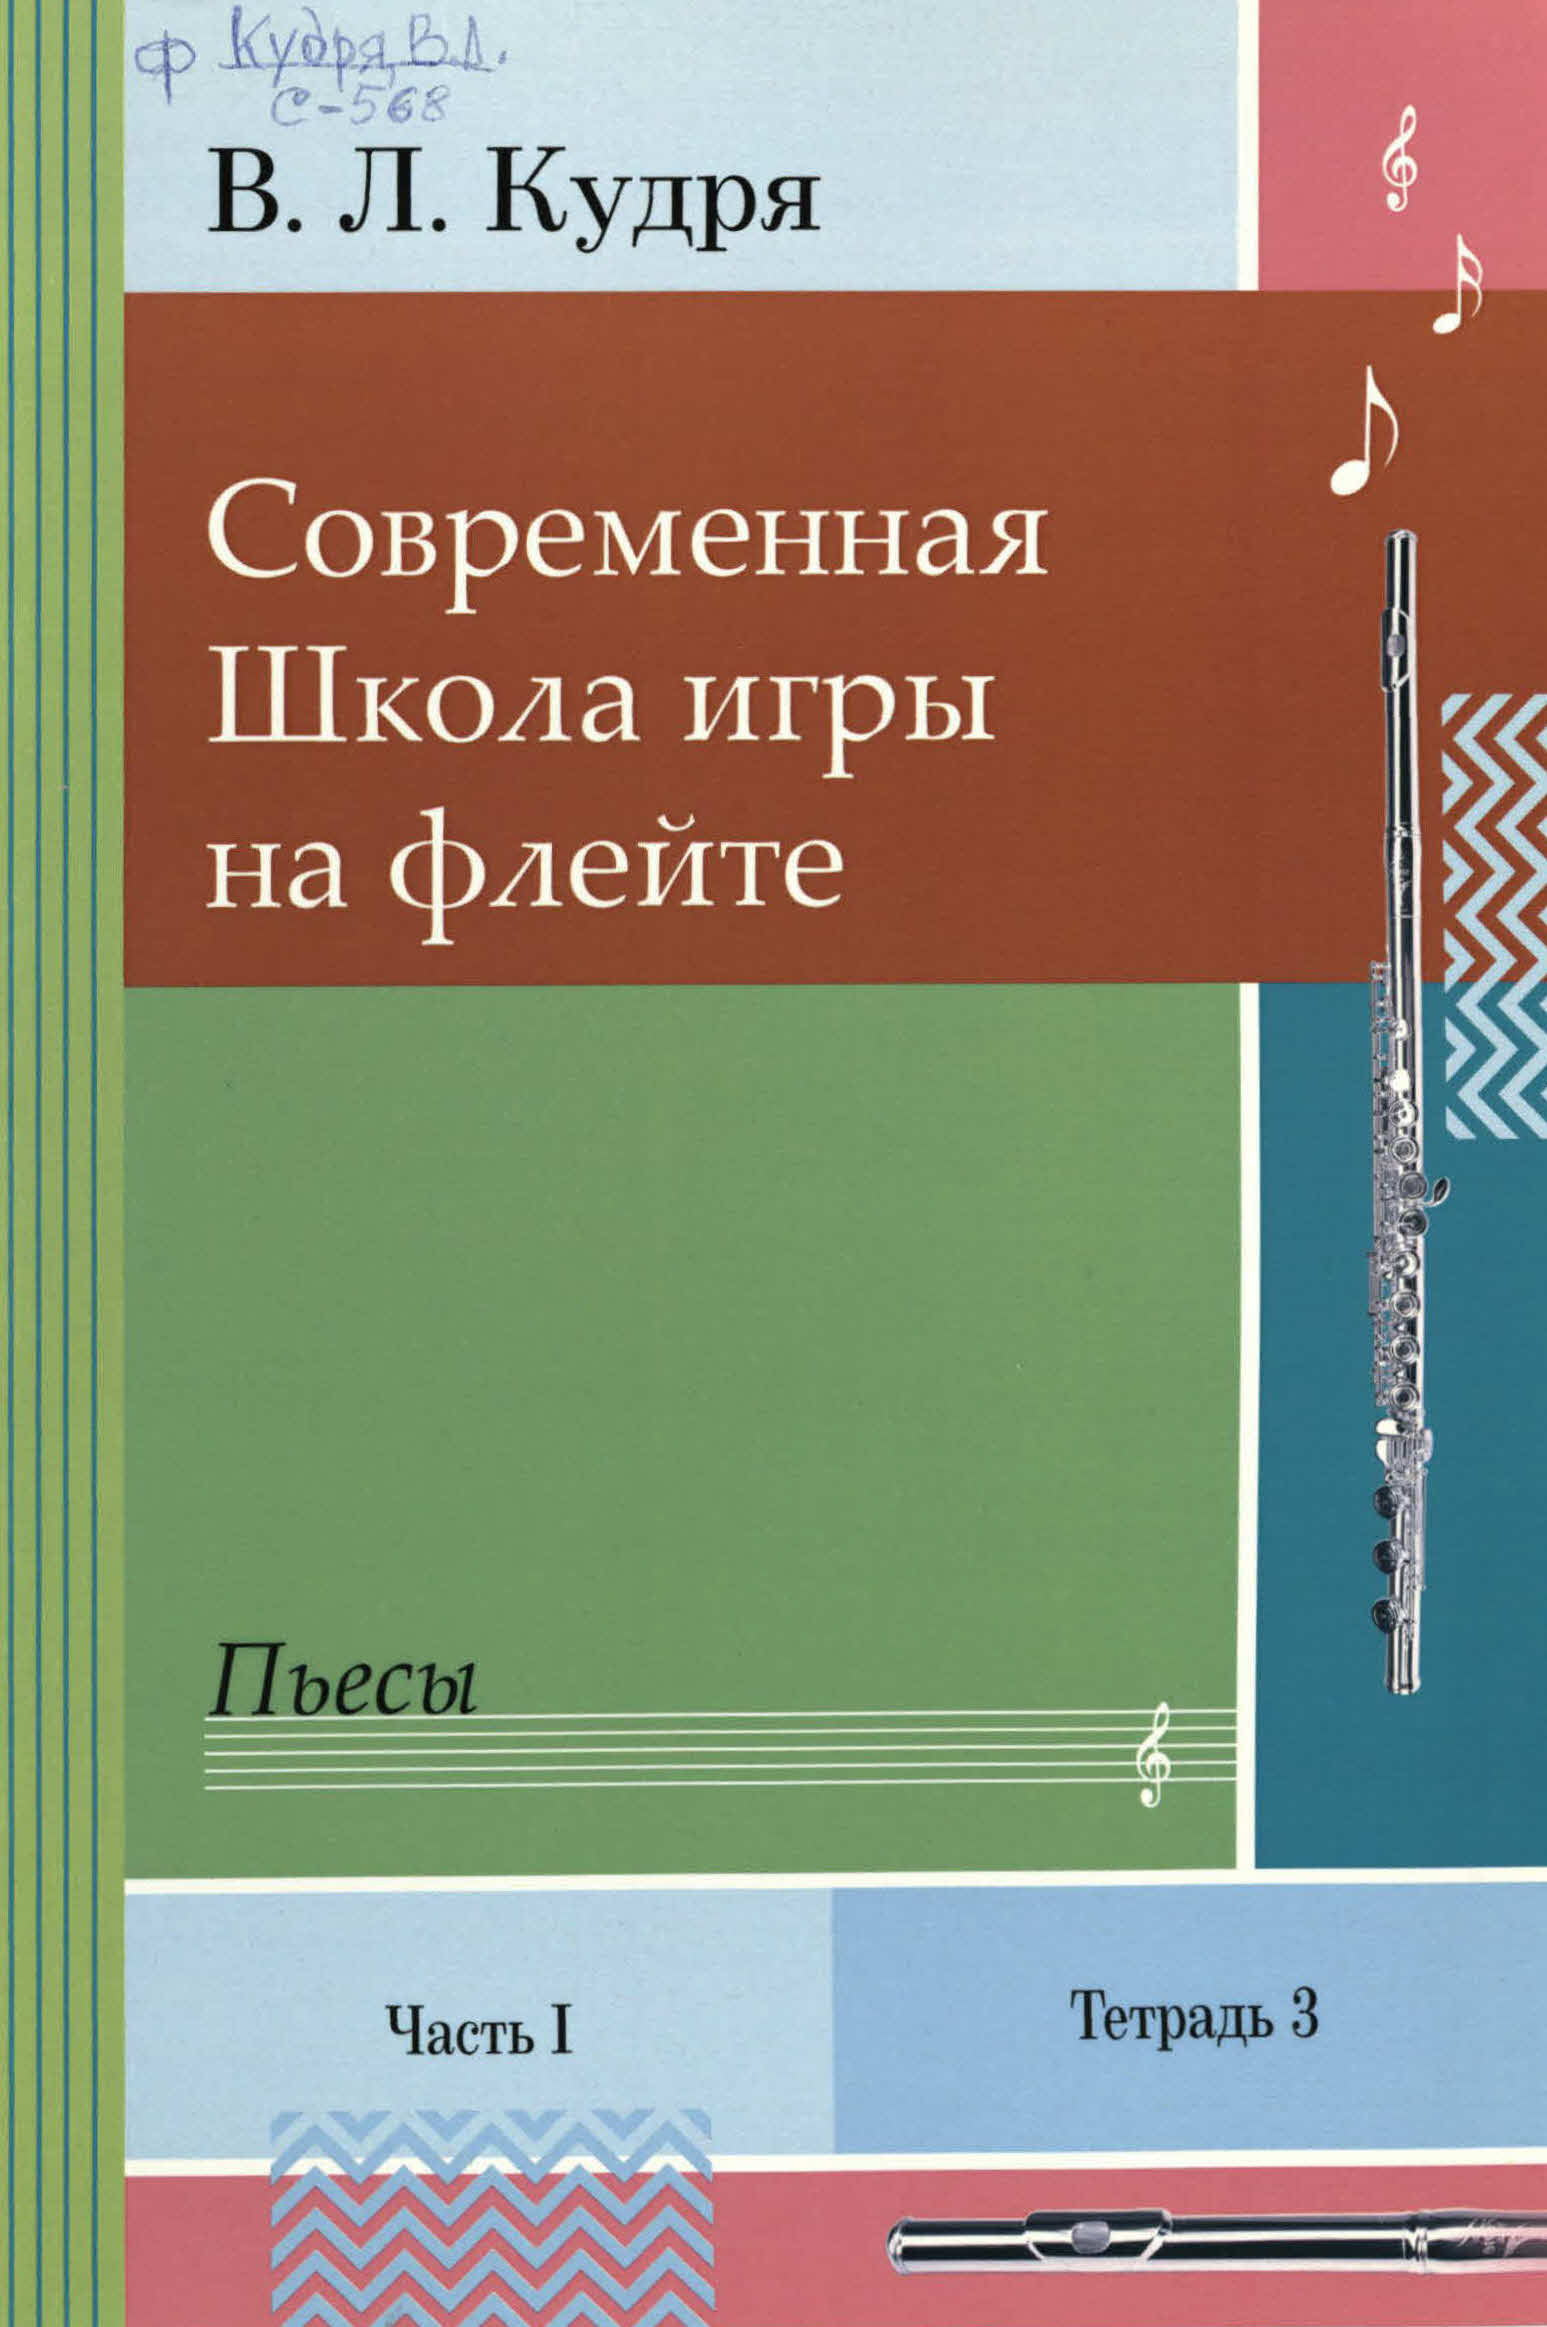 ф Кудря, В.Л.
С-568
В. Л. Кудря
Современная
Школа игры
на флейте
Пьесы
Часть I
Тетрадь 3